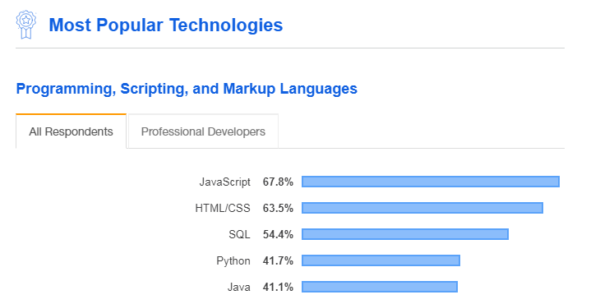 Most Popular Technologies
Programming, Scripting, and Markup Languages
All Respondents Professional Developers
JavaScript 67.8%
HTML/CSS 63.5%
SQL 54.4%
Python 41.7%
Java 41.1%